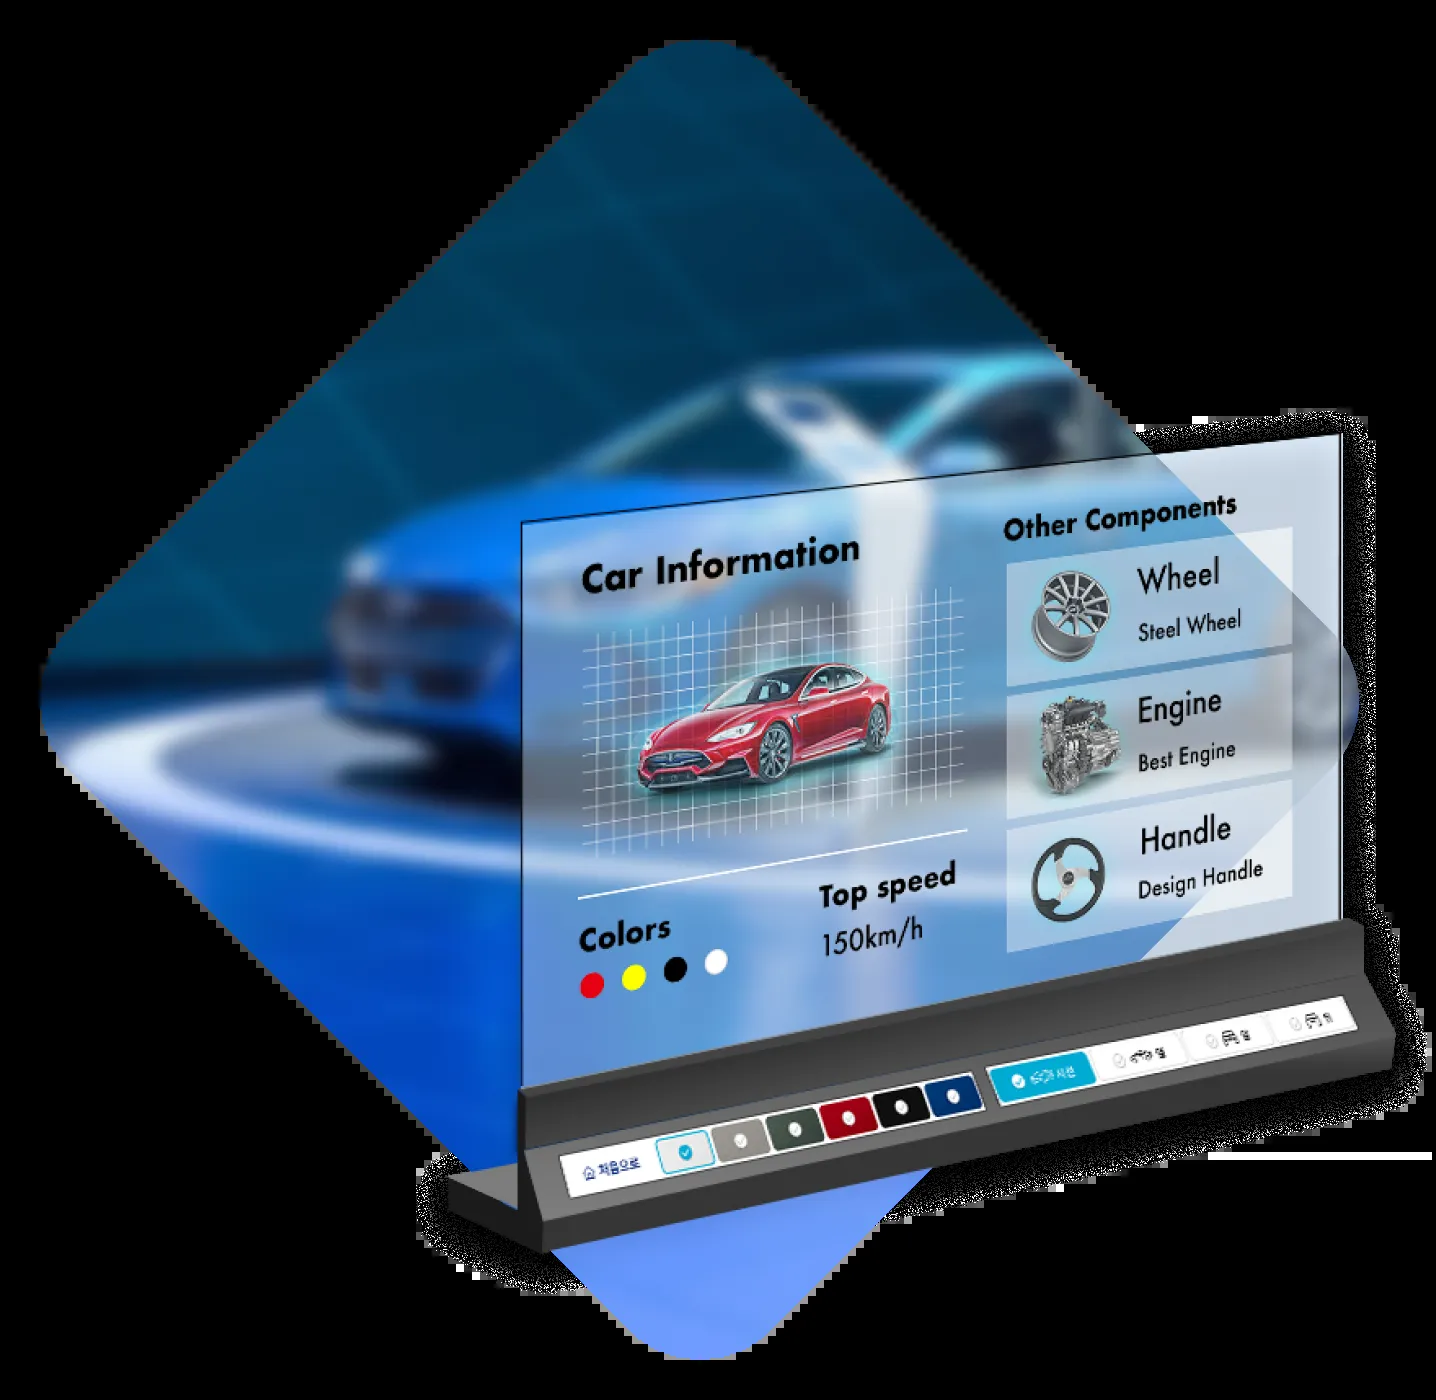 Car Information
Colors
Top speed
150km/h
Other Components
Wheel
Steel Wheel
Engine
Best Engine
Handle
Design Handle
처음으로